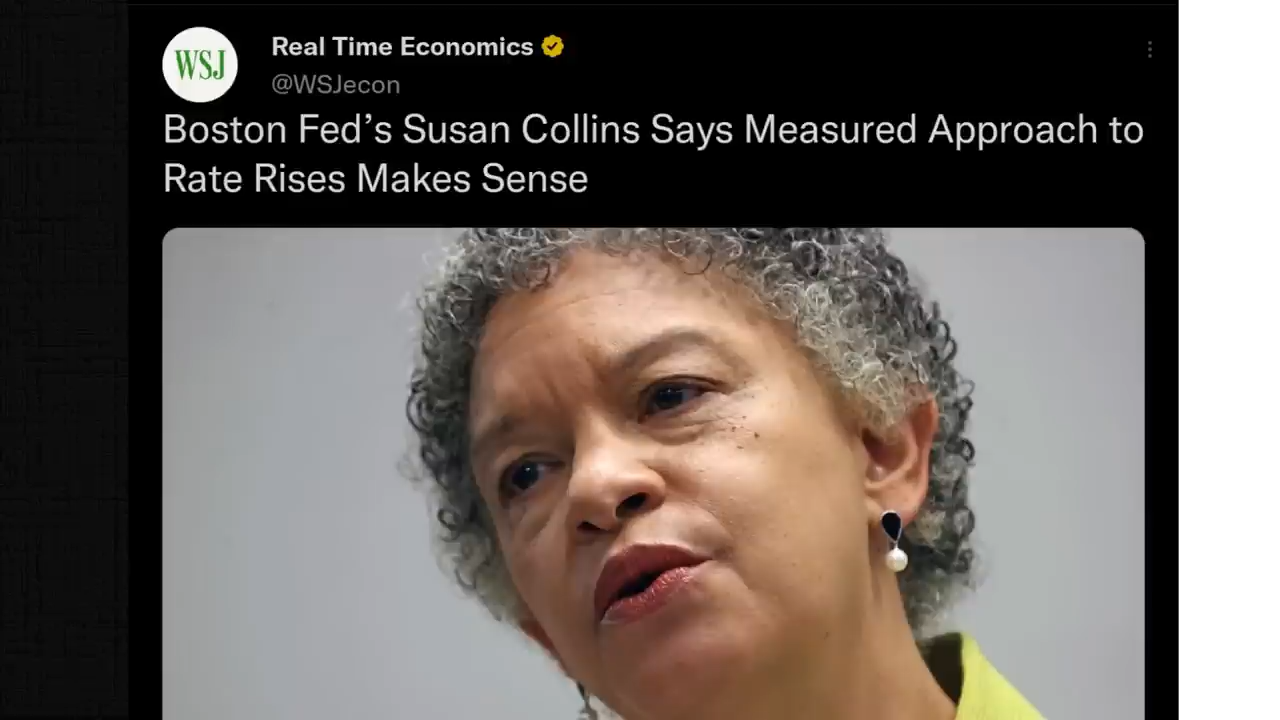 WSJ
Real Time Economics
@WSJecon
Boston Fed’s Susan Collins Says Measured Approach to
Rate Rises Makes Sense